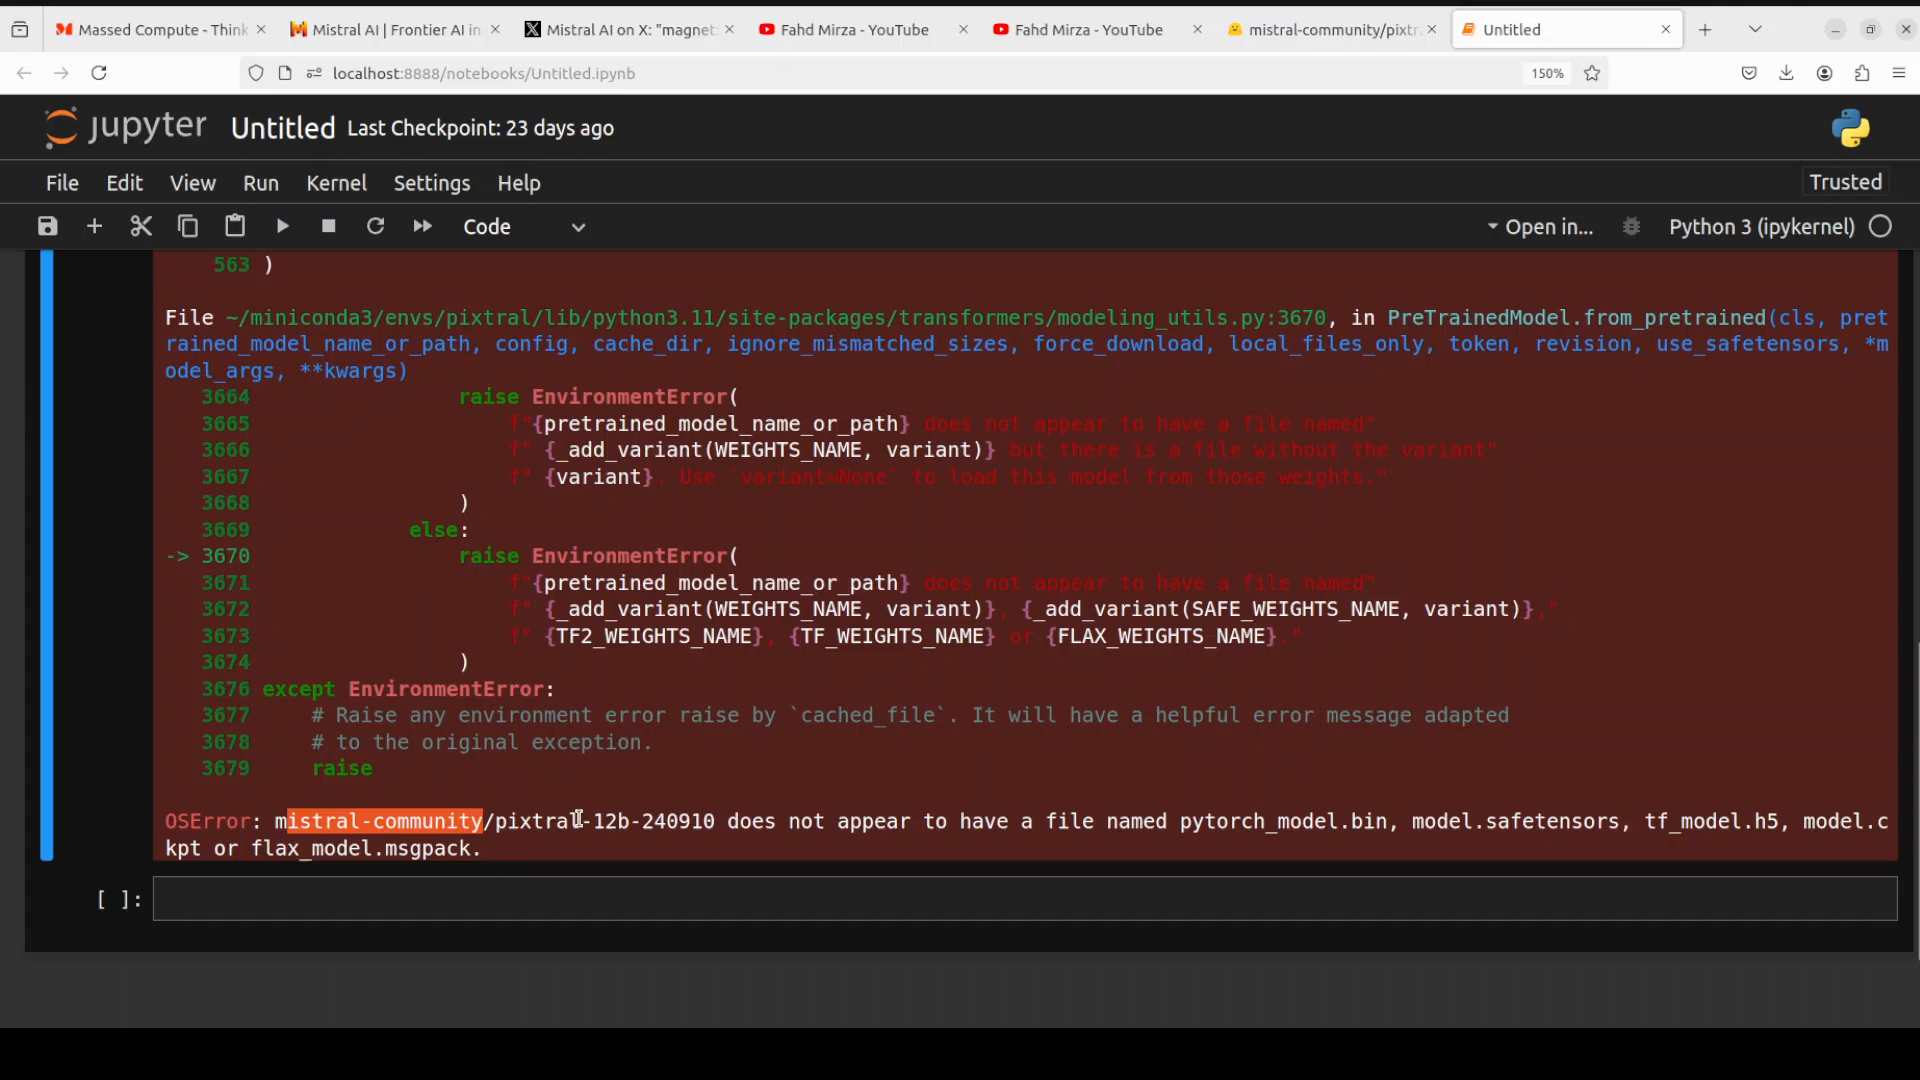 Massed Compute - Think
Mistral AI | Frontier AI in
Mistral AI on X: "magnet:
Fahd Mirza - YouTube
Fahd Mirza - YouTube
mistral-community/pixtr
Untitled
localhost:8888/notebooks/Untitled.ipynb
150%
jupyter Untitled Last Checkpoint: 23 days ago
File Edit View Run Kernel Settings Help
Trusted
Code
Open in...
Python 3 (ipykernel)
563 )
File ~/miniconda3/envs/pixtral/lib/python3.11/site-packages/transformers/modeling_utils.py:3670, in PreTrainedModel.from_pretrained(cls, pret
rained_model_name_or_path, config, cache_dir, ignore_mismatched_sizes, force_download, local_files_only, token, revision, use_safetensors, *m
odel_args, **kwargs)
3664 raise EnvironmentError(
3665 f"{pretrained_model_name_or_path} does not appear to have a file named"
3666 f" {_add_variant(WEIGHTS_NAME, variant)} but there is a file without the variant"
3667 f" {variant}. Use `variant=None` to load this model from those weights."
3668 )
3669 else:
-> 3670 raise EnvironmentError(
3671 f"{pretrained_model_name_or_path} does not appear to have a file named"
3672 f" {_add_variant(WEIGHTS_NAME, variant)}, {_add_variant(SAFE_WEIGHTS_NAME, variant)},"
3673 f" {TF2_WEIGHTS_NAME}, {TF_WEIGHTS_NAME} or {FLAX_WEIGHTS_NAME}."
3674 )
3676 except EnvironmentError:
3677 # Raise any environment error raise by `cached_file`. It will have a helpful error message adapted
3678 # to the original exception.
3679 raise
OSError: mistral-community/pixtral-12b-240910 does not appear to have a file named pytorch_model.bin, model.safetensors, tf_model.h5, model.c
kpt or flax_model.msgpack.
[ ]: